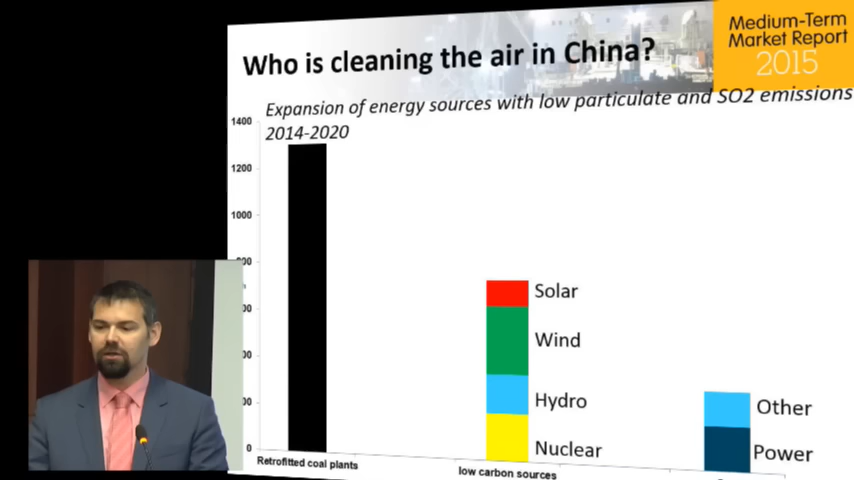 Who is cleaning the air in China?
Medium-Term
Market Report
2015
Expansion of energy sources with low particulate and SO2 emissions
2014-2020
1400
1200
1000
0
Solar
Wind
Hydro
Nuclear
Other
Power
Retrofitted coal plants
low carbon sources